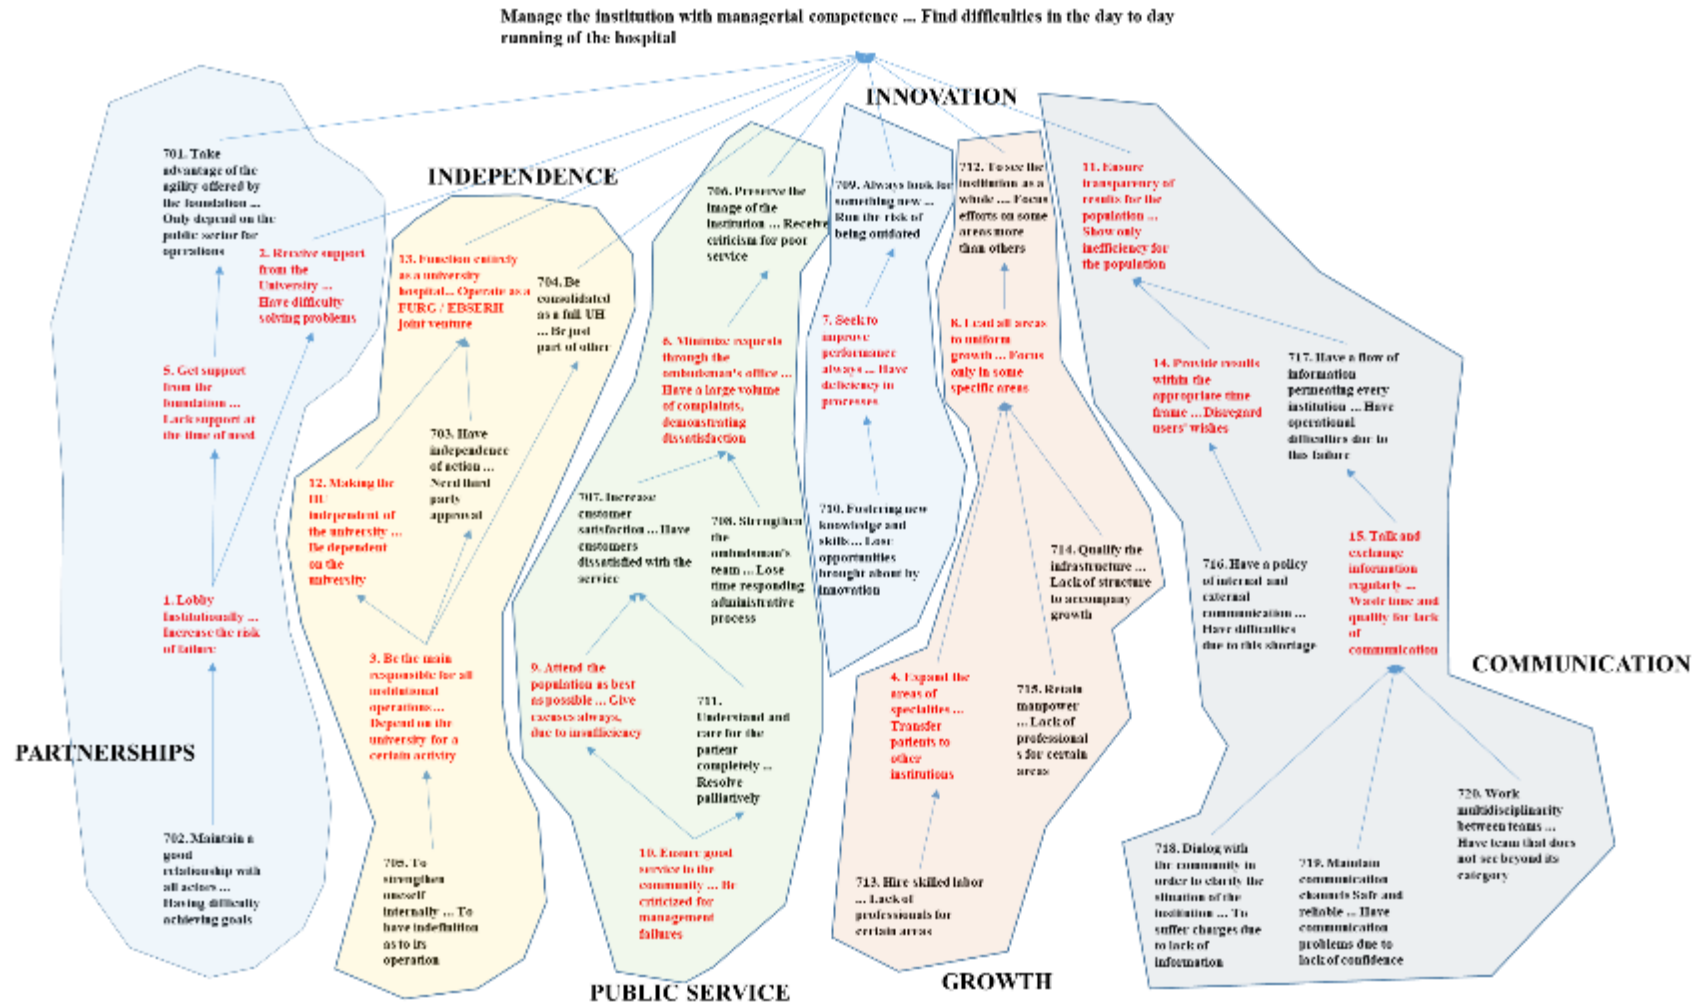 Manage the institution with managerial competence ... Find difficulties in the day to day
running of the hospital
INNOVATION
INDEPENDENCE
701. Take
advantage of the
agility offered by
the foundation ...
Only depend on the
public sector for
operations
2. Receive support
from the
University ...
Have difficulty
solving problems
5. Get support
from the
foundation ...
Lack support at
the time of need
1. Lobby
Institutionally ...
Increase the risk
of failure
PARTNERSHIPS
702. Maintain a
good
relationship with
all actors ...
Having difficulty
achieving goals
13. Function entirely
as a university
hospital... Operate as a
FURG / EBSERH
joint venture
704. Be
consolidated
as a full UH
... Be just
part of other
703. Have
independence
of action ...
Need third
party
approval
12. Making the
HU
independent of
the university ...
Be dependent
on the
university
3. Be the main
responsible for all
institutional
operations ...
Depend on the
university for a
certain activity
705. To
strengthen
oneself
internally ... To
have indefinition
as to its
operation
706. Preserve the
image of the
institution ... Receive
criticism for poor
service
6. Minimize requests
through the
ombudsman's office ...
Have a large volume
of complaints,
demonstrating
dissatisfaction
707. Increase
customer
satisfaction ... Have
customers
dissatisfied with the
service
708. Strengthen
the
ombudsman's
team ... Lose
time responding
administrative
process
9. Attend the
population as best
as possible ... Give
excuses always,
due to insufficiency
711.
Understand and
care for the
patient
completely ...
Resolve
palliatively
10. Ensure good
service to the
community ... Be
criticized for
management
failures
PUBLIC SERVICE
709. Always look for
something new ...
Run the risk of
being outdated
7. Seek to
improve
performance
always ... Have
deficiency in
processes
710. Fostering new
knowledge and
skills ... Lose
opportunities
brought about by
innovation
712. To see the
institution as a
whole .... Focus
efforts on some
areas more
than others
8. Lead all areas
to uniform
growth ... Focus
only in some
specific areas
714. Qualify the
infrastructure ...
Lack of structure
to accompany
growth
4. Expand the
areas of
specialties ...
Transfer
patients to
other
institutions
715. Retain
manpower
... Lack of
professional
s for certain
areas
713. Hire skilled labor
... Lack of
professionals for
certain areas
GROWTH
11. Ensure
transparency of
results for the
population ...
Show only
inefficiency for
the population
14. Provide results
within the
appropriate time
frame ... Disregard
users' wishes
717. Have a flow of
information
permeating every
institution ... Have
operational
difficulties due to
this failure
716. Have a policy
of internal and
external
communication ...
Have difficulties
due to this shortage
15. Talk and
exchange
information
regularly ...
Waste time and
quality for lack
of
communication
COMMUNICATION
718. Dialog with
the community in
order to clarify the
situation of the
institution ... To
suffer charges due
to lack of
information
719. Maintain
communication
channels Safe and
reliable ... Have
communication
problems due to
lack of confidence
720. Work
multidisciplinarity
between teams ...
Have team that does
not see beyond its
category